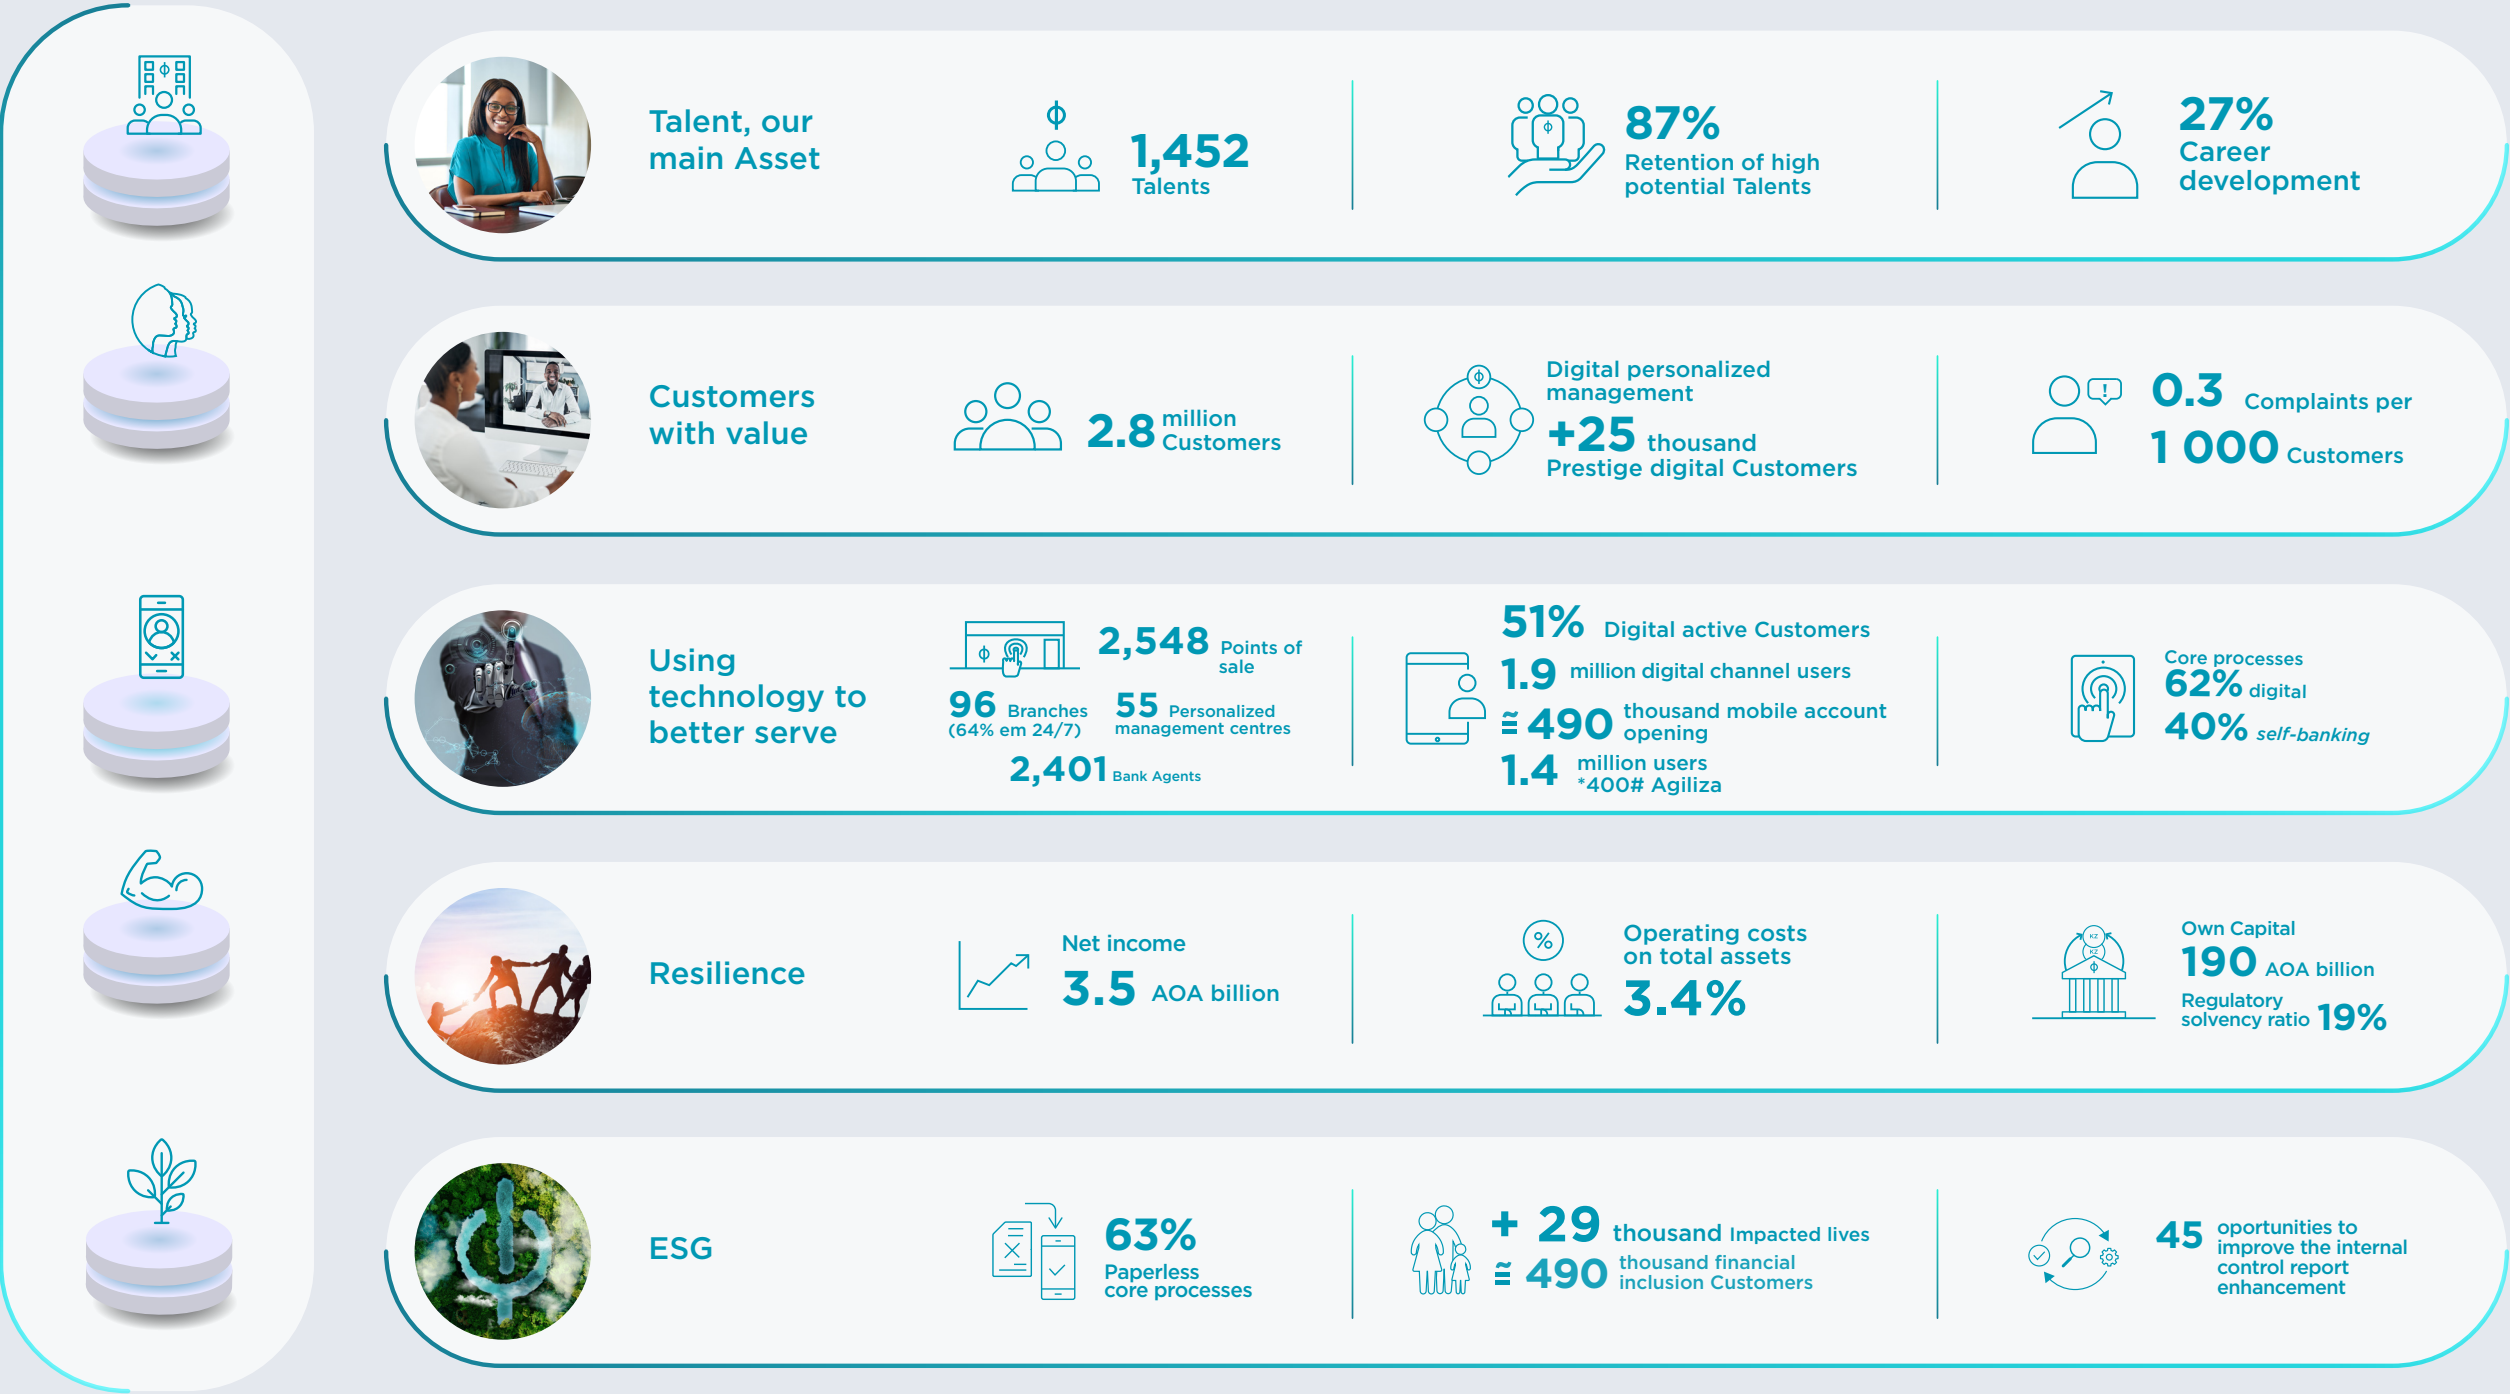 Talent, our
main Asset
1,452
Talents
87%
Retention of high
potential Talents
27%
Career
development
Customers
with value
2.8 million
Customers
Digital personalized
management
+25 thousand
Prestige digital Customers
0.3 Complaints per
1 000 Customers
Using
technology to
better serve
2,548 Points of
sale
96 Branches
(64% em 24/7)
55 Personalized
management centres
2,401 Bank Agents
51% Digital active Customers
1.9 million digital channel users
≅ 490 thousand mobile account
opening
1.4 million users
*400# Agiliza
Core processes
62% digital
40% self-banking
Resilience
Net income
3.5 AOA billion
%
Operating costs
on total assets
3.4%
KZ
KZ
Own Capital
190 AOA billion
Regulatory
solvency ratio 19%
ESG
63%
Paperless
core processes
+ 29 thousand Impacted lives
≅ 490 thousand financial
inclusion Customers
45 oportunities to
improve the internal
control report
enhancement